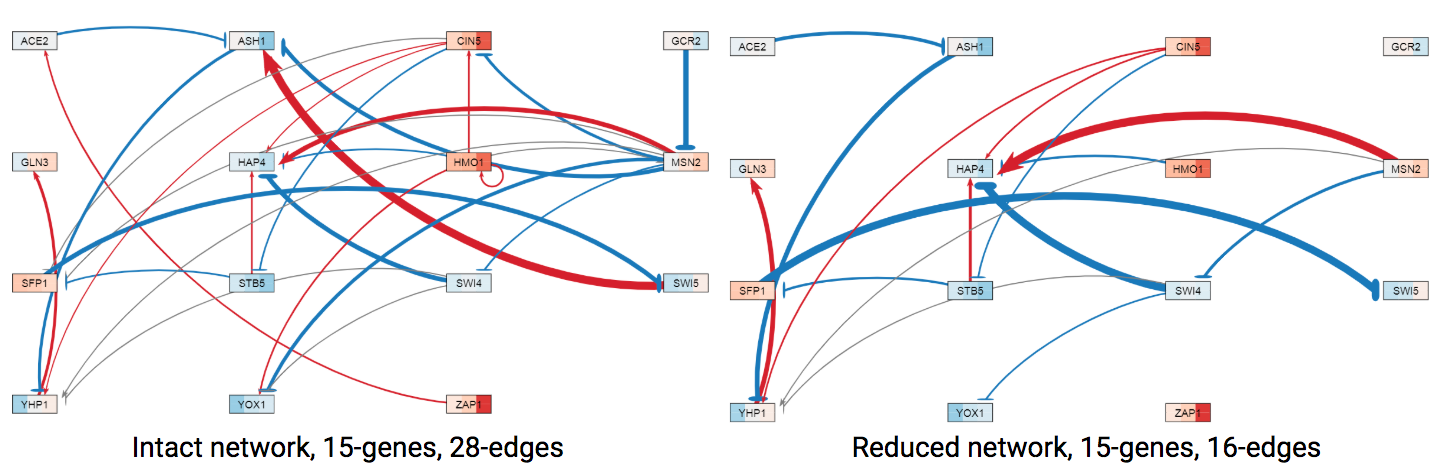 ACE2 ASH1 CIN5 GCR2
GLN3 HAP4 HMO1 MSN2
SFP1 STB5 SWI4 SWI5
YHP1 YOX1 ZAP1
Intact network, 15-genes, 28-edges
ACE2 ASH1 CIN5 GCR2
GLN3 HAP4 HMO1 MSN2
SFP1 STB5 SWI4 SWI5
YHP1 YOX1 ZAP1
Reduced network, 15-genes, 16-edges